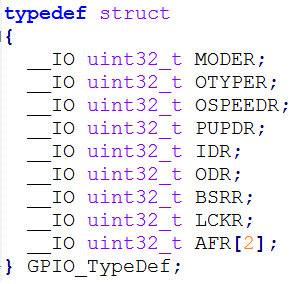 typedef struct
{
  __IO uint32_t MODER;
  __IO uint32_t OTYPER;
  __IO uint32_t OSPEEDR;
  __IO uint32_t PUPDR;
  __IO uint32_t IDR;
  __IO uint32_t ODR;
  __IO uint32_t BSRR;
  __IO uint32_t LCKR;
  __IO uint32_t AFR[2];
} GPIO_TypeDef;